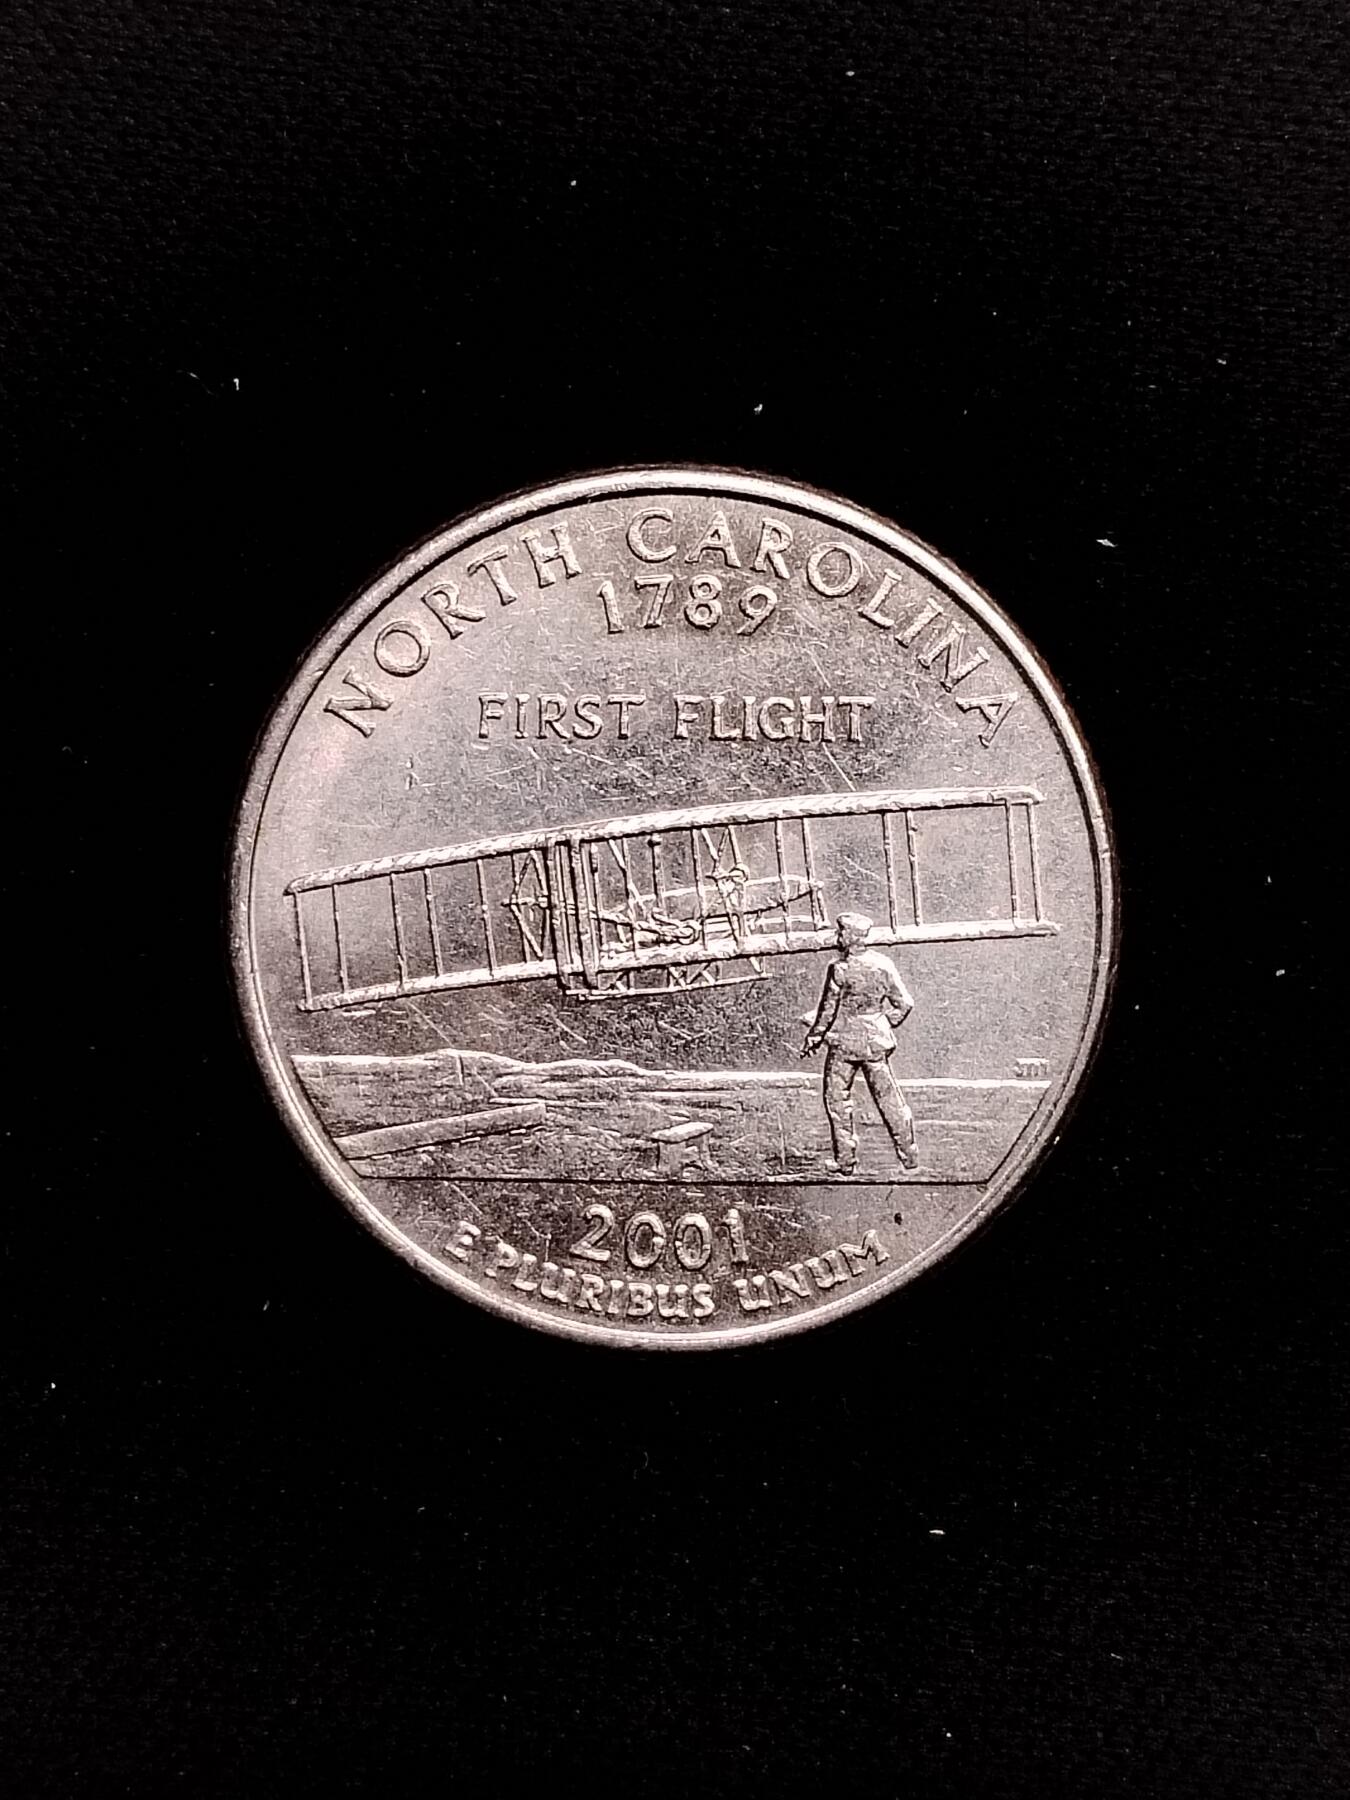 NORTH CAROLINA
1789
FIRST FLIGHT
2001
E PLURIBUS UNUM